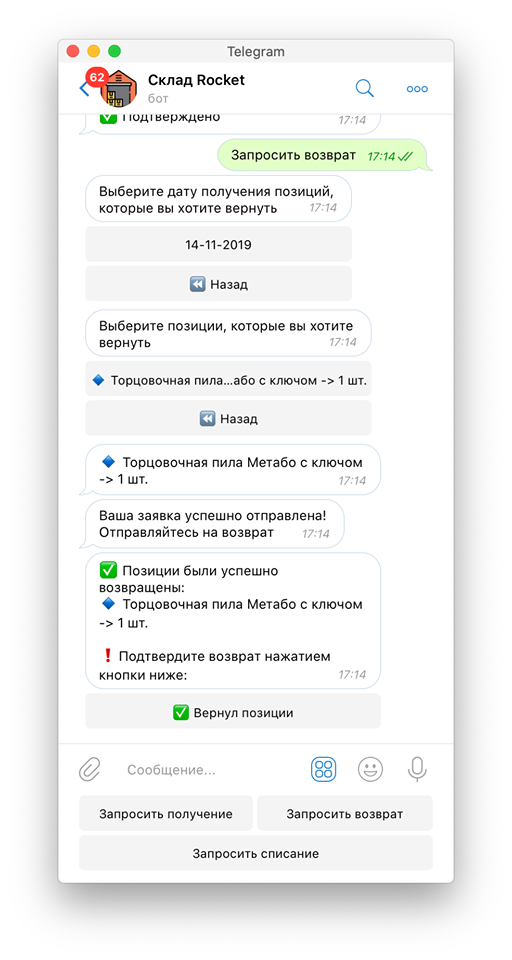 Telegram
62
Склад Rocket
бот
✅ Подтверждено 17:14
Запросить возврат 17:14
Выберите дату получения позиций,
которые вы хотите вернуть 17:14
14-11-2019
⏪ Назад
Выберите позиции, которые вы хотите
вернуть 17:14
🔹 Торцовочная пила...або с ключом -> 1 шт.
⏪ Назад
🔹 Торцовочная пила Метабо с ключом
-> 1 шт. 17:14
Ваша заявка успешно отправлена!
Отправляйтесь на возврат 17:14
✅ Позиции были успешно
возвращены:
🔹 Торцовочная пила Метабо с ключом
-> 1 шт.
❗ Подтвердите возврат нажатием
кнопки ниже: 17:14
✅ Вернул позиции
Сообщение...
Запросить получение Запросить возврат
Запросить списание